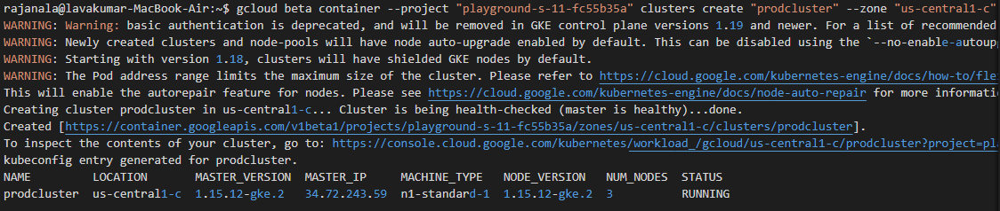 rajanala@lavakumar-MacBook-Air:~$ gcloud beta container --project "playground-s-11-fc55b35a" clusters create "prodcluster" --zone "us-central1-c"
WARNING: Warning: basic authentication is deprecated, and will be removed in GKE control plane versions 1.19 and newer. For a list of recommended
WARNING: Newly created clusters and node-pools will have node auto-upgrade enabled by default. This can be disabled using the `--no-enable-autoupg
WARNING: Starting with version 1.18, clusters will have shielded GKE nodes by default.
WARNING: The Pod address range limits the maximum size of the cluster. Please refer to https://cloud.google.com/kubernetes-engine/docs/how-to/fle
This will enable the autorepair feature for nodes. Please see https://cloud.google.com/kubernetes-engine/docs/node-auto-repair for more informati
Creating cluster prodcluster in us-central1-c... Cluster is being health-checked (master is healthy)...done.
Created [https://container.googleapis.com/v1beta1/projects/playground-s-11-fc55b35a/zones/us-central1-c/clusters/prodcluster].
To inspect the contents of your cluster, go to: https://console.cloud.google.com/kubernetes/workload_/gcloud/us-central1-c/prodcluster?project=pl
kubeconfig entry generated for prodcluster.
NAME LOCATION MASTER_VERSION MASTER_IP MACHINE_TYPE NODE_VERSION NUM_NODES STATUS
prodcluster us-central1-c 1.15.12-gke.2 34.72.243.59 n1-standard-1 1.15.12-gke.2 3 RUNNING